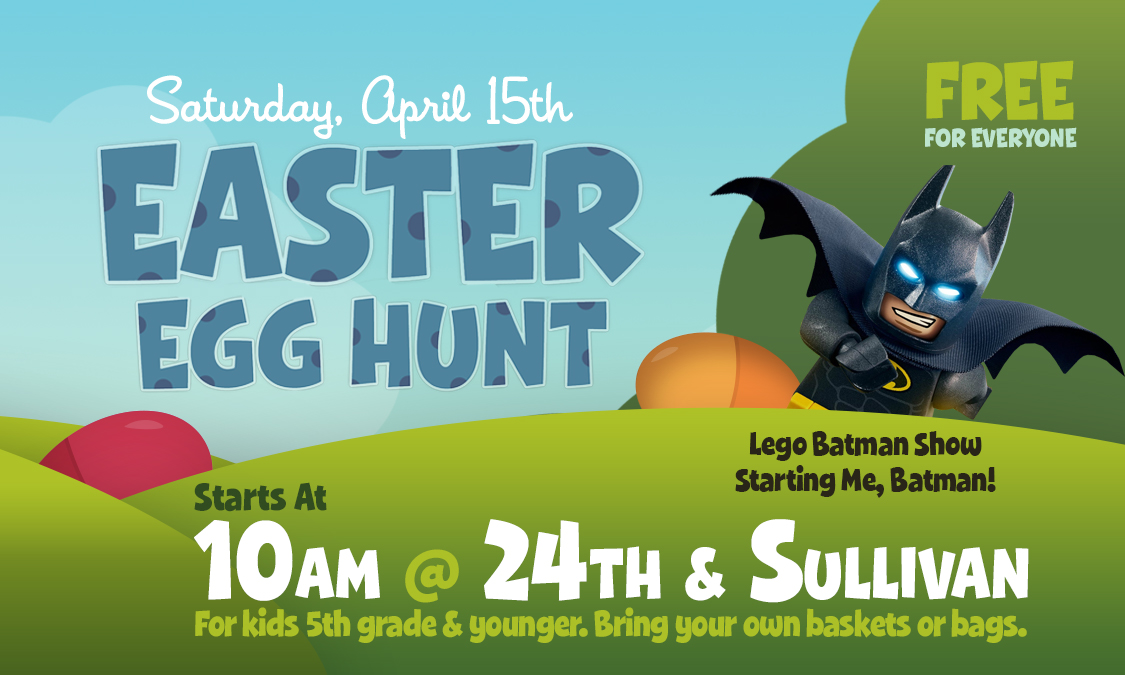 Saturday, April 15th
EASTER
EGG HUNT
FREE
FOR EVERYONE
Lego Batman Show
Starting Me, Batman!
Starts At
10AM @ 24TH & SULLIVAN
For kids 5th grade & younger. Bring your own baskets or bags.